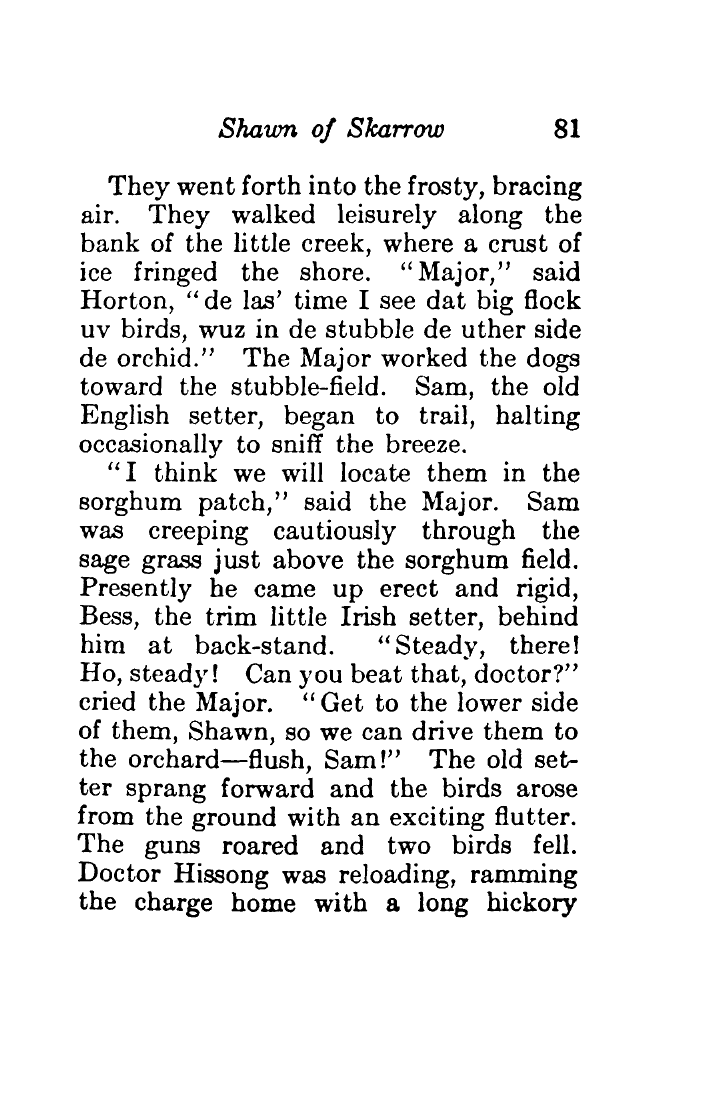 Shawn of Skarrow 81
They went forth into the frosty, bracing
air. They walked leisurely along the
bank of the little creek, where a crust of
ice fringed the shore. "Major," said
Horton, "de las' time I see dat big flock
uv birds, wuz in de stubble de uther side
de orchid." The Major worked the dogs
toward the stubble-field. Sam, the old
English setter, began to trail, halting
occasionally to sniff the breeze.
"I think we will locate them in the
sorghum patch," said the Major. Sam
was creeping cautiously through the
sage grass just above the sorghum field.
Presently he came up erect and rigid,
Bess, the trim little Irish setter, behind
him at back-stand. "Steady, there!
Ho, steady! Can you beat that, doctor?"
cried the Major. "Get to the lower side
of them, Shawn, so we can drive them to
the orchard—flush, Sam!" The old set-
ter sprang forward and the birds arose
from the ground with an exciting flutter.
The guns roared and two birds fell.
Doctor Hissong was reloading, ramming
the charge home with a long hickory